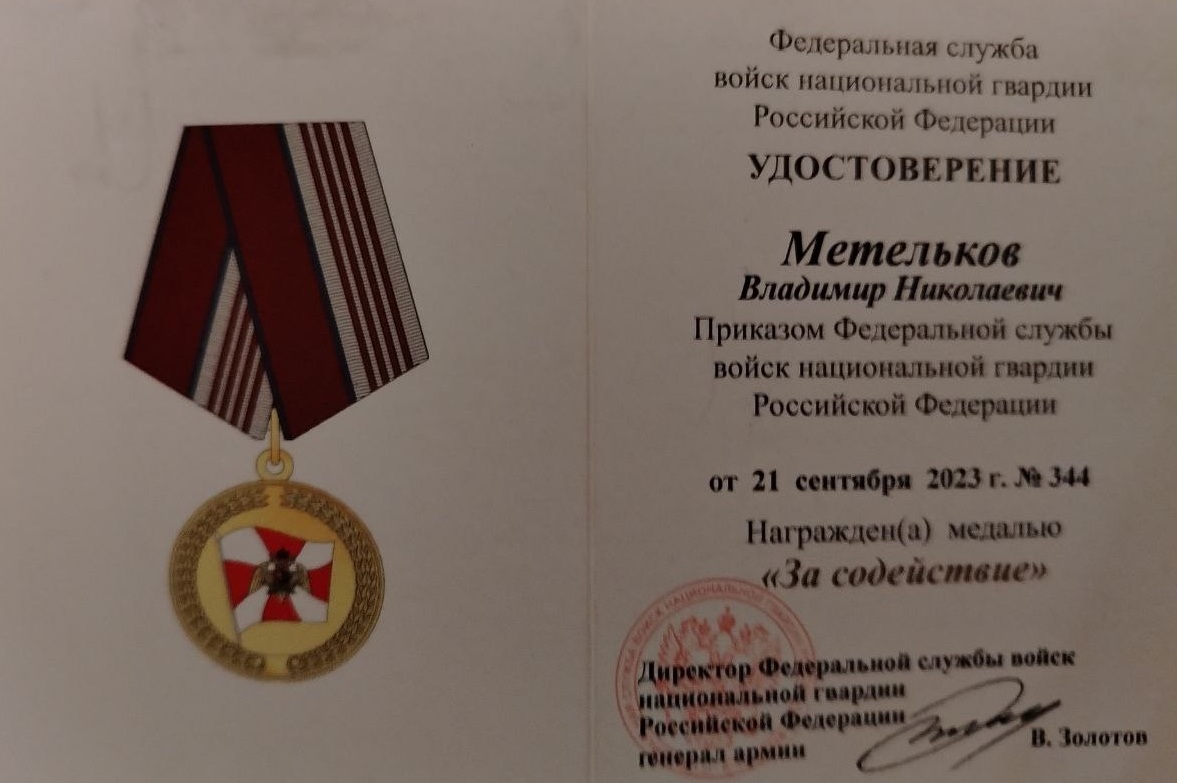 Федеральная служба
войск национальной гвардии
Российской Федерации
УДОСТОВЕРЕНИЕ
Метельков
Владимир Николаевич
Приказом Федеральной службы
войск национальной гвардии
Российской Федерации
от 21 сентября 2023 г. № 344
Награжден(а) медалью
«За содействие»
Директор Федеральной службы войск
национальной гвардии
Российской Федерации
генерал армии
В. Золотов